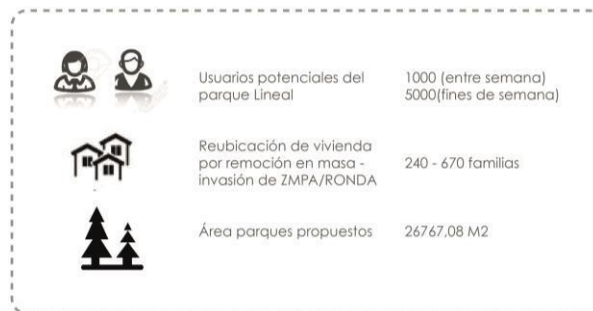 Usuarios potenciales del
parque Lineal
1000 (entre semana)
5000(fines de semana)
Reubicación de vivienda
por remoción en masa -
invasión de ZMPA/RONDA
240 - 670 familias
Área parques propuestos
26767,08 M2